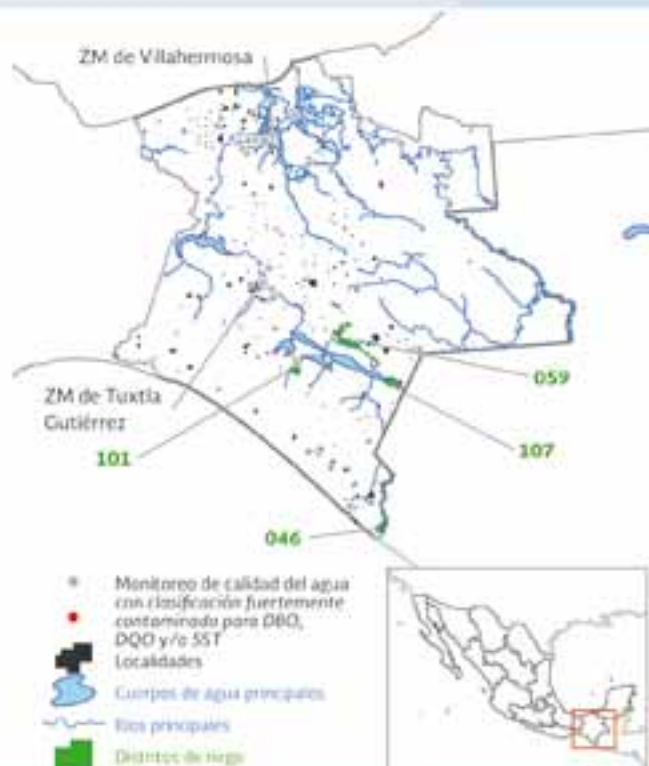 ZM de Villahermosa
059
ZM de Tuxtla
Gutiérrez
107
101
046
Monitoreo de calidad del agua
con clasificación fuertemente
contaminado para DBO,
DQO y/o SST
Localidades
Cuerpos de agua principales
Ríos principales
Distritos de riego